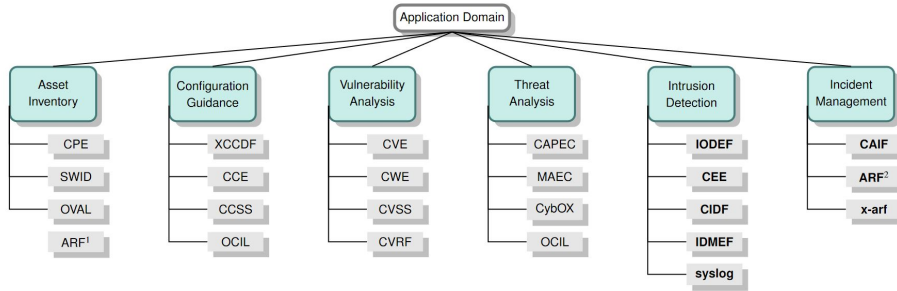 Application Domain
Asset
Inventory
CPE
SWID
OVAL
ARF¹
Configuration
Guidance
XCCDF
CCE
CCSS
OCIL
Vulnerability
Analysis
CVE
CWE
CVSS
CVRF
Threat
Analysis
CAPEC
MAEC
CybOX
OCIL
Intrusion
Detection
IODEF
CEE
CIDF
IDMEF
syslog
Incident
Management
CAIF
ARF²
x-arf